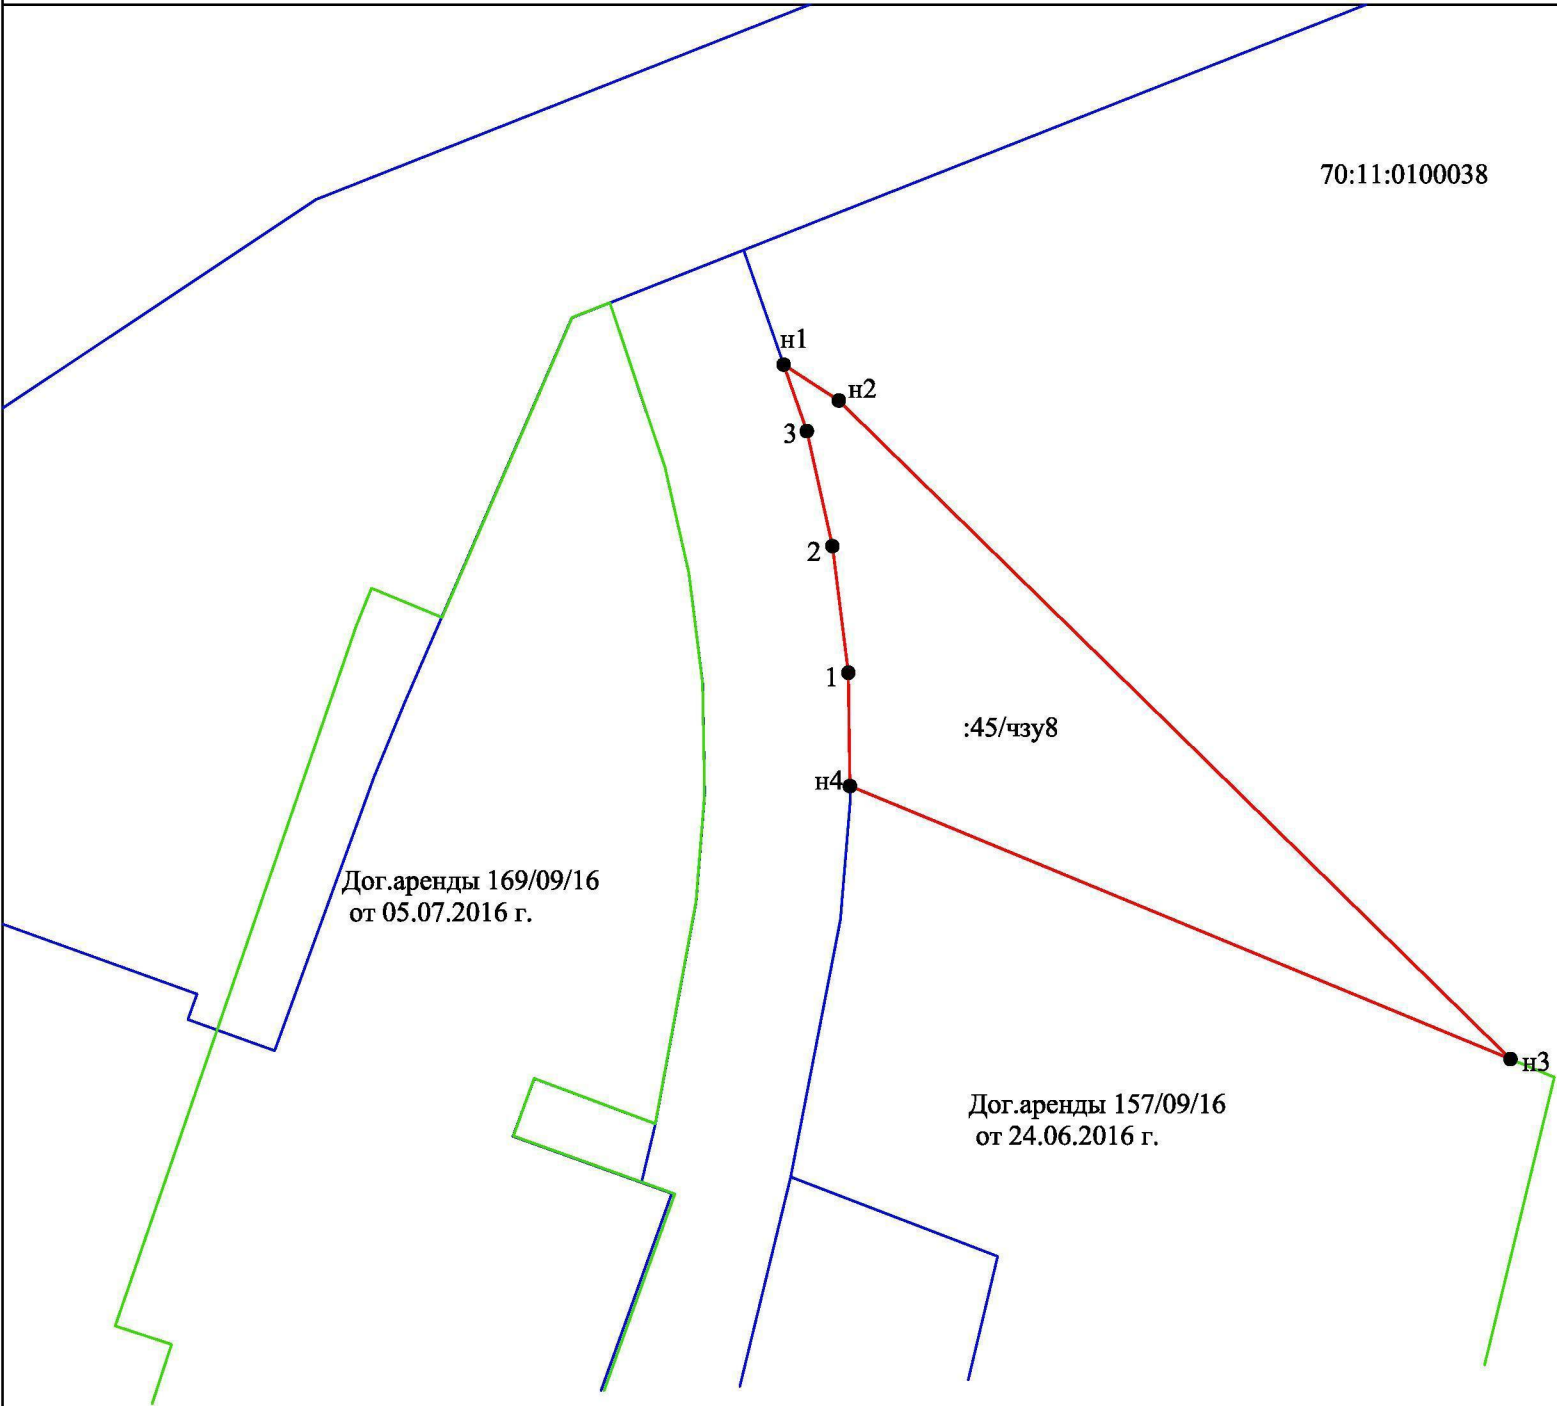 70:11:0100038
н1
н2
3
2
1
:45/чзу8
н4
Дог.аренды 169/09/16
от 05.07.2016 г.
н3
Дог.аренды 157/09/16
от 24.06.2016 г.